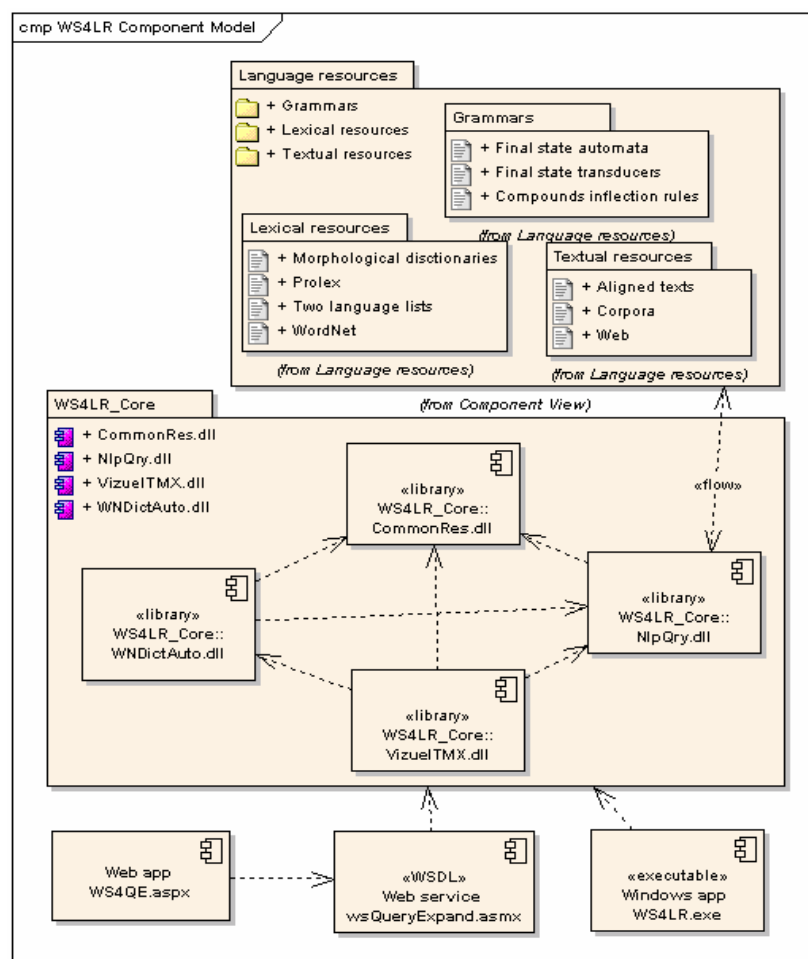 cmp WS4LR Component Model
Language resources
+ Grammars
+ Lexical resources
+ Textual resources
Grammars
+ Final state automata
+ Final state transducers
+ Compounds inflection rules
(from Language resources)
Lexical resources
+ Morphological disctionaries
+ Prolex
+ Two language lists
+ WordNet
(from Language resources)
Textual resources
+ Aligned texts
+ Corpora
+ Web
(from Language resources)
(from Component View)
WS4LR_Core
+ CommonRes.dll
+ NlpQry.dll
+ VizuelTMX.dll
+ WNDictAuto.dll
«library»
WS4LR_Core::
CommonRes.dll
«flow»
«library»
WS4LR_Core::
WNDictAuto.dll
«library»
WS4LR_Core::
NlpQry.dll
«library»
WS4LR_Core::
VizuelTMX.dll
Web app
WS4QE.aspx
«WSDL»
Web service
wsQueryExpand.asmx
«executable»
Windows app
WS4LR.exe